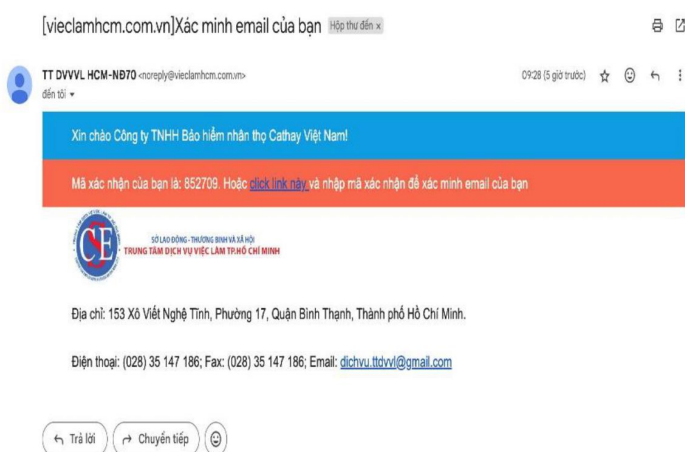 [vieclamhcm.com.vn]Xác minh email của bạn Hộp thư đến x
TT DVVVL HCM-NĐ70 <noreply@vieclamhcm.com.vn> 09:28 (5 giờ trước)
đến tôi
Xin chào Công ty TNHH Bảo hiểm nhân thọ Cathay Việt Nam!
Mã xác nhận của bạn là: 852709. Hoặc click link này và nhập mã xác nhận để xác minh email của bạn
CSE
SỞ LAO ĐỘNG - THƯƠNG BINH VÀ XÃ HỘI
TRUNG TÂM DỊCH VỤ VIỆC LÀM TP.HỒ CHÍ MINH
Địa chỉ: 153 Xô Viết Nghệ Tĩnh, Phường 17, Quận Bình Thạnh, Thành phố Hồ Chí Minh.
Điện thoại: (028) 35 147 186; Fax: (028) 35 147 186; Email: dichvu.ttdvvl@gmail.com
Trả lời Chuyển tiếp